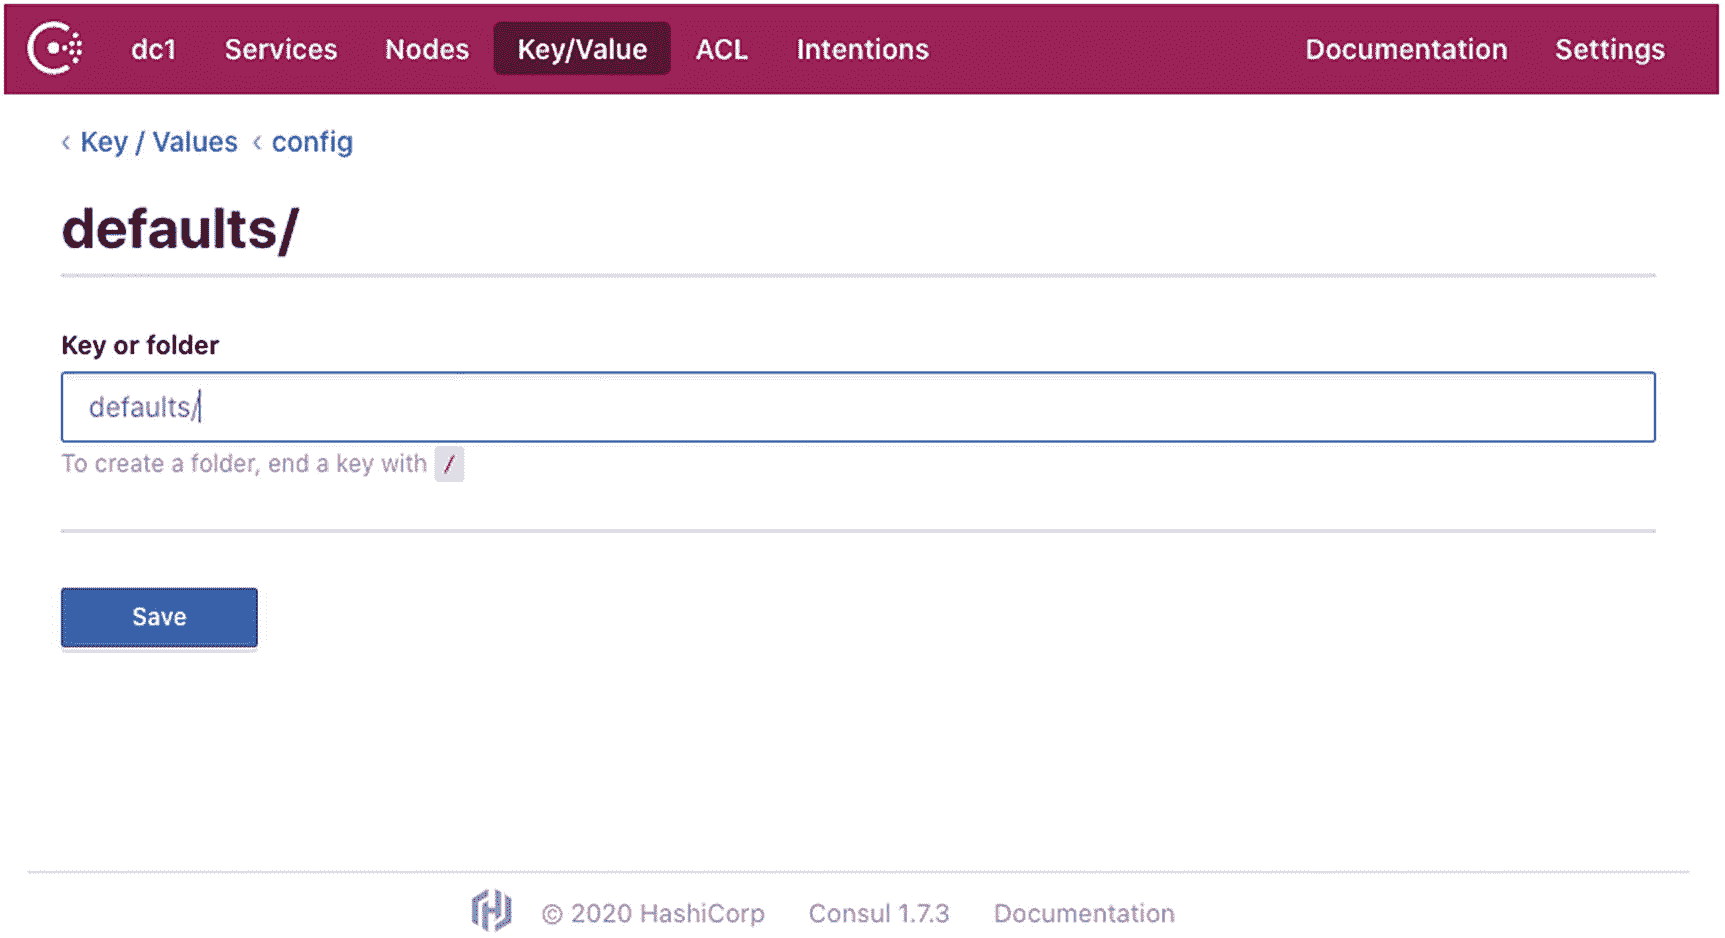 dc1 Services Nodes Key/Value ACL Intentions Documentation Settings
‹ Key / Values ‹ config
defaults/
Key or folder
defaults/
To create a folder, end a key with /
Save
© 2020 HashiCorp Consul 1.7.3 Documentation